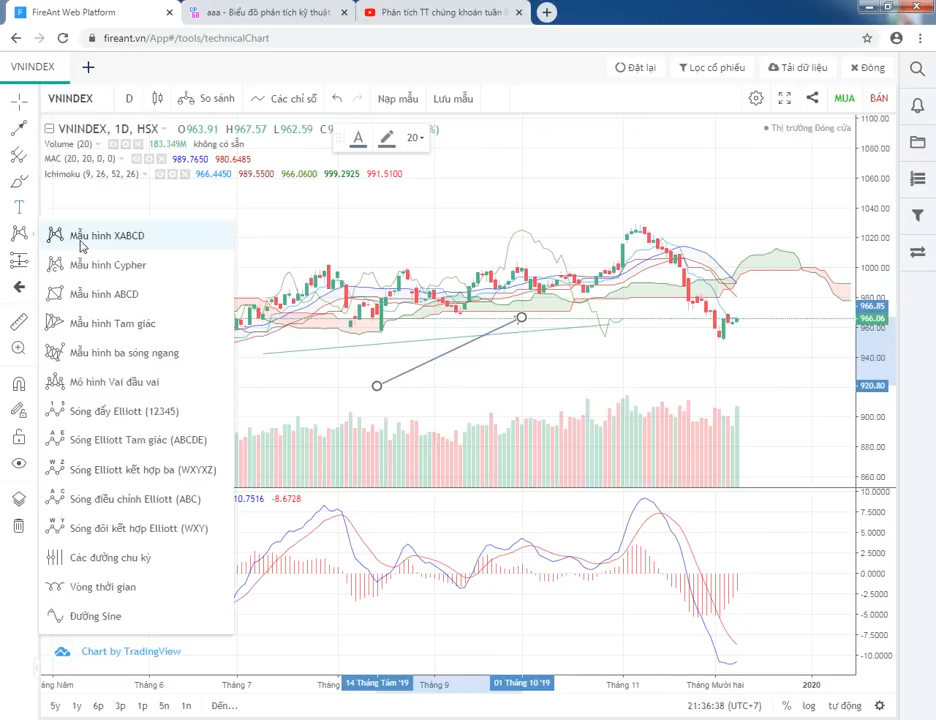 FireAnt Web Platform
aaa - Biểu đồ phân tích kỹ thuật
Phân tích TT chứng khoán tuần 9
fireant.vn/App#/tools/technicalChart
VNINDEX
Đặt lại
Lọc cổ phiếu
Tải dữ liệu
Đóng
VNINDEX
D
So sánh
Các chỉ số
Nạp mẫu
Lưu mẫu
MUA
BÁN
VNINDEX, 1D, HSX
O963.91 H967.57 L962.59 C9
%)
A
20
Thị trường Đóng cửa
Volume (20)
183.349M không có sẵn
MAC (20, 20, 0, 0)
989.7650 980.6485
Ichimoku (9, 26, 52, 26)
966.4450 989.5500 966.0600 999.2925 991.5100
Mẫu hình XABCD
Mẫu hình Cypher
Mẫu hình ABCD
Mẫu hình Tam giác
Mẫu hình ba sóng ngang
Mô hình Vai đầu vai
Sóng đẩy Elliott (12345)
Sóng Elliott Tam giác (ABCDE)
Sóng Elliott kết hợp ba (WXYXZ)
Sóng điều chỉnh Elliott (ABC)
Sóng đôi kết hợp Elliott (WXY)
Các đường chu kỳ
Vòng thời gian
Đường Sine
Chart by TradingView
10.7516 -8.6728
1100.00
1080.00
1060.00
1040.00
1020.00
1000.00
980.00
966.85
966.06
960.00
940.00
920.80
900.00
880.00
860.00
10.0000
7.5000
5.0000
2.5000
0.0000
-2.5000
-5.0000
-7.5000
-10.0000
Tháng 6
Tháng 7
14 Tháng Tám '19
Tháng 9
01 Tháng 10 '19
Tháng 11
Tháng Mười hai
2020
5y 1y 6p 3p 1p 5n 1n Đến...
21:36:38 (UTC+7)
% log tự động